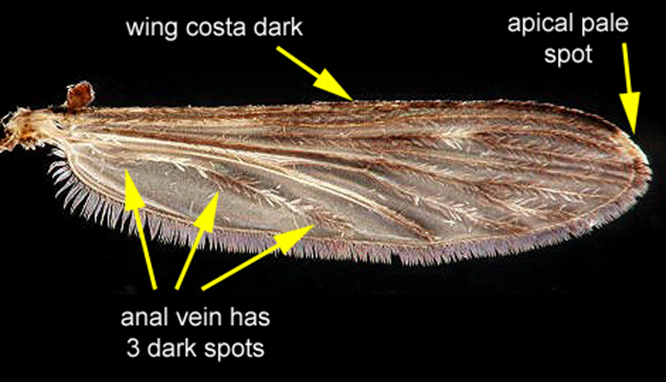 wing costa dark
apical pale
spot
anal vein has
3 dark spots